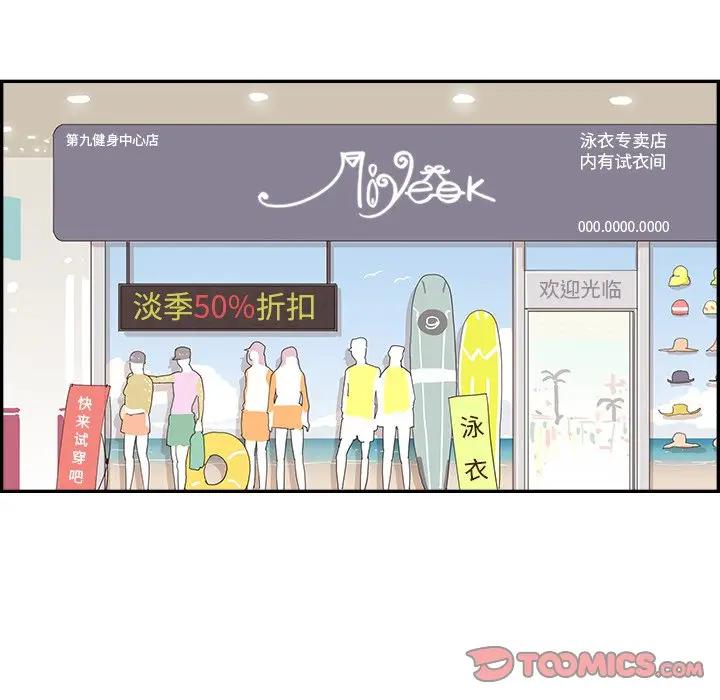 第九健身中心店
Miyeok
泳衣专卖店
内有试衣间
000.0000.0000
淡季50%折扣
欢迎光临
快来试穿吧
泳衣
TOOMICS.COM